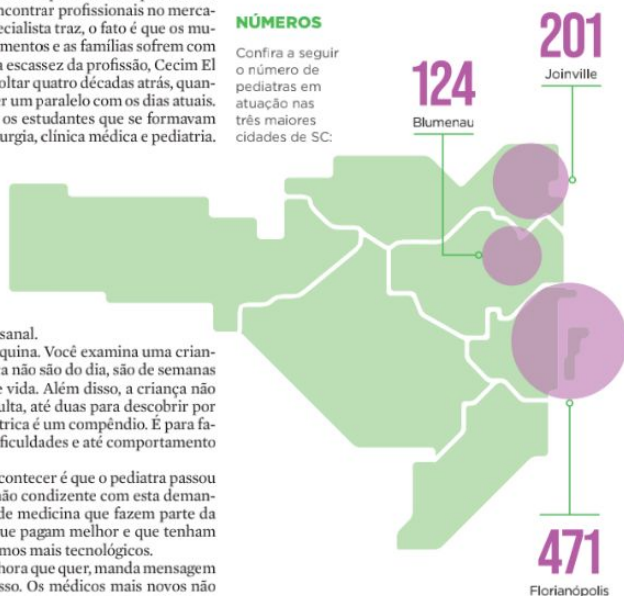 contrar profissionais no merca-
ecialista traz, o fato é que os mu-
mentos e as famílias sofrem com
a escassez da profissão, Cecim El
oltar quatro décadas atrás, quan-
er um paralelo com os dias atuais.
os estudantes que se formavam
urgia, clínica médica e pediatria.
sanal.
quina. Você examina uma crian-
a não são do dia, são de semanas
e vida. Além disso, a criança não
ulta, até duas para descobrir por
trica é um compêndio. É para fa-
ficuldades e até comportamento
contecer é que o pediatra passou
não condizente com esta deman-
de medicina que fazem parte da
que pagam melhor e que tenham
mos mais tecnológicos.
hora que quer, manda mensagem
sso. Os médicos mais novos não
NÚMEROS
Confira a seguir
o número de
pediatras em
atuação nas
três maiores
cidades de SC:
124
Blumenau
201
Joinville
471
Florianópolis